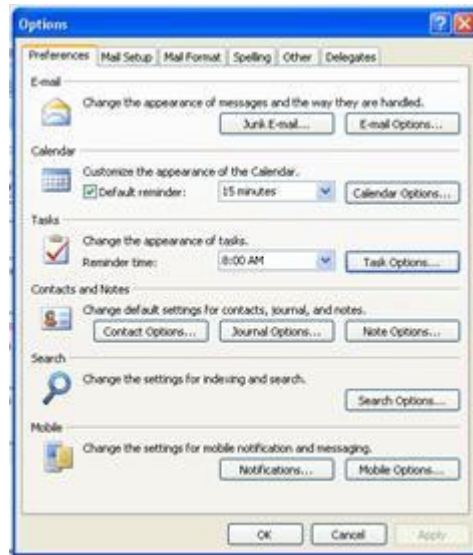 Options
Preferences Mail Setup Mail Format Spelling Other Delegates
E-mail
Change the appearance of messages and the way they are handled.
Junk E-mail... E-mail Options...
Calendar
Customize the appearance of the Calendar.
Default reminder: 15 minutes Calendar Options...
Tasks
Change the appearance of tasks.
Reminder time: 8:00 AM Task Options...
Contacts and Notes
Change default settings for contacts, journal, and notes.
Contact Options... Journal Options... Note Options...
Search
Change the settings for indexing and search.
Search Options...
Mobile
Change the settings for mobile notification and messaging.
Notifications... Mobile Options...
OK Cancel Apply